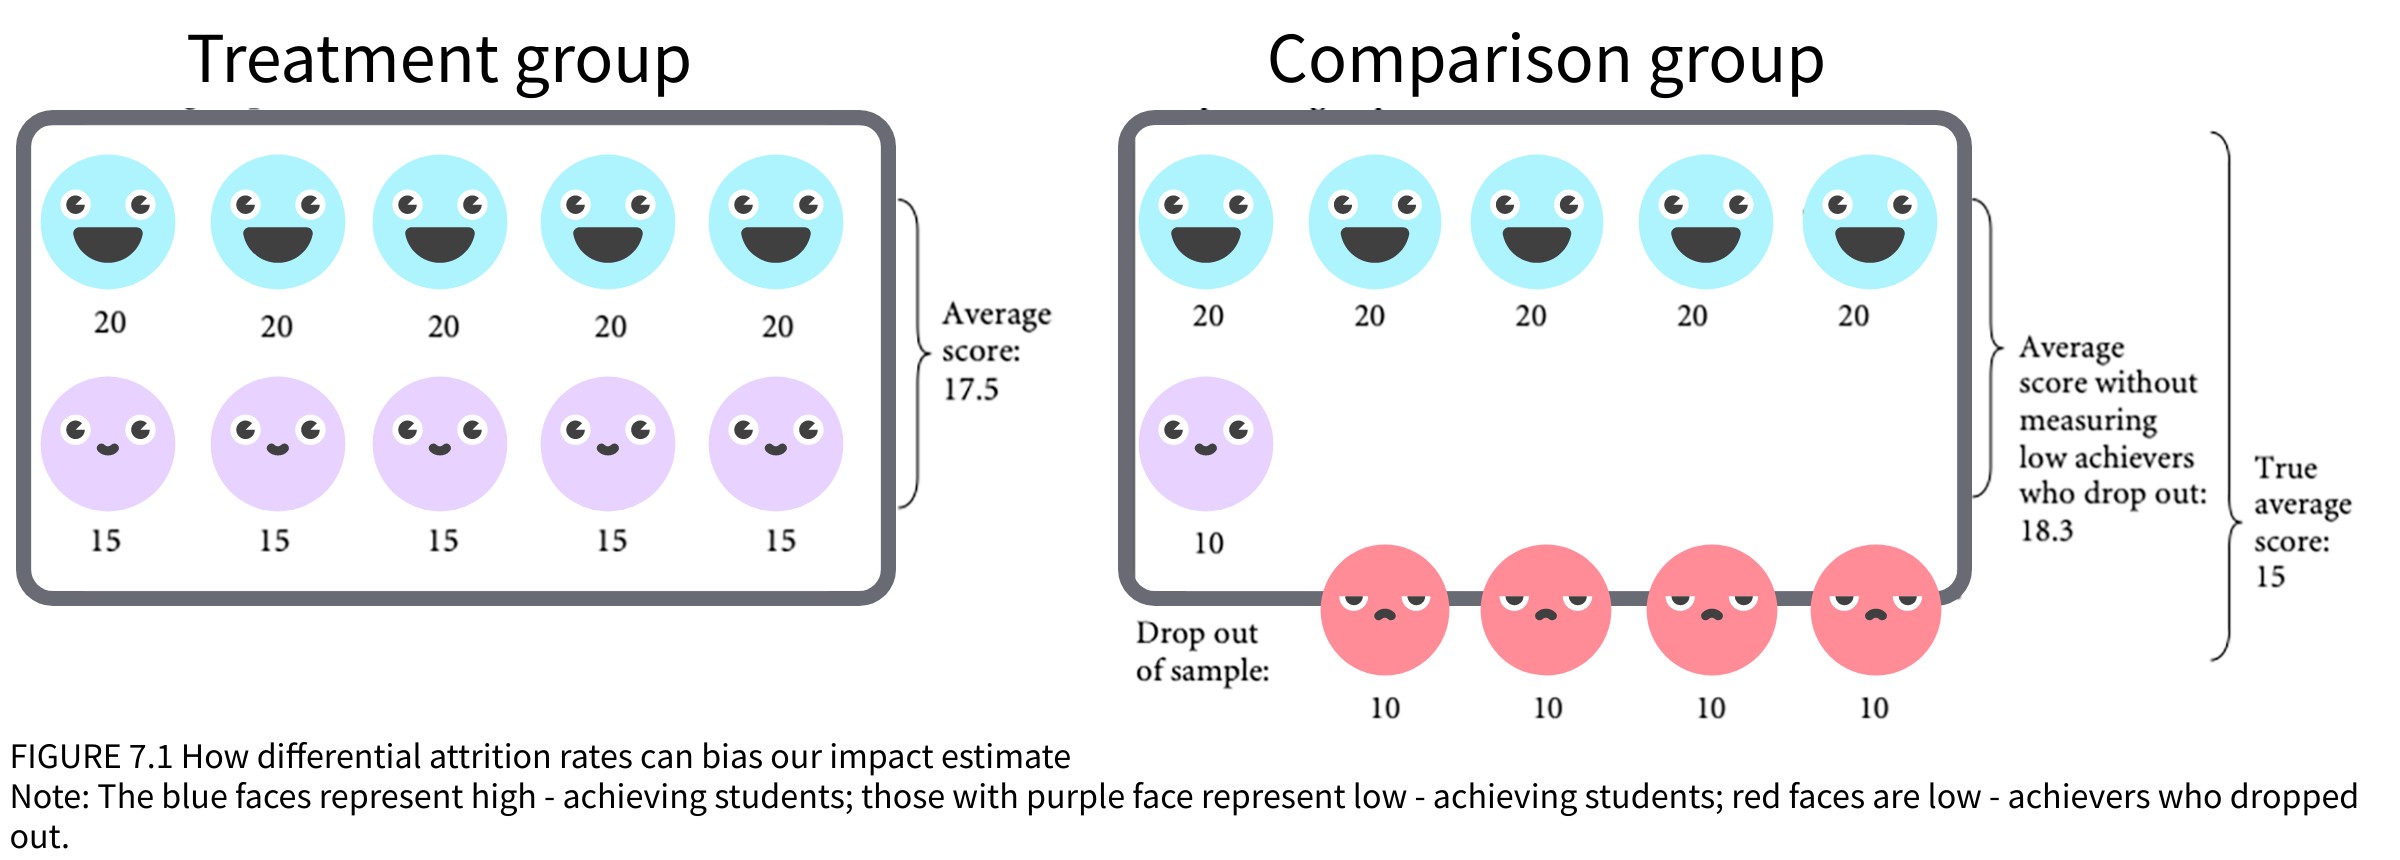 Treatment group
Comparison group
20 20 20 20 20
15 15 15 15 15
Average
score:
17.5
20 20 20 20 20
10
Drop out
of sample:
10 10 10 10
Average
score without
measuring
low achievers
who drop out:
18.3
True
average
score:
15
FIGURE 7.1 How differential attrition rates can bias our impact estimate
Note: The blue faces represent high - achieving students; those with purple face represent low - achieving students; red faces are low - achievers who dropped
out.